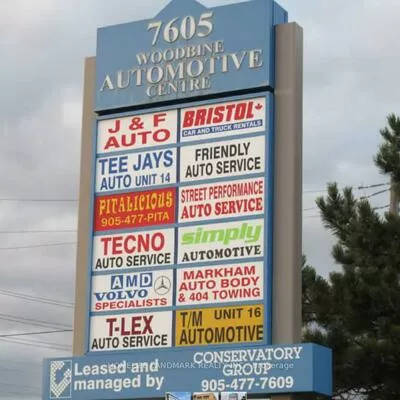 7605
WOODBINE
AUTOMOTIVE
CENTRE
J & F
AUTO
BRISTOL
CAR AND TRUCK RENTALS
TEE JAYS
AUTO UNIT 14
FRIENDLY
AUTO SERVICE
PITALICIOUS
905-477-PITA
STREET PERFORMANCE
AUTO SERVICE
TECNO
AUTO SERVICE
simply
AUTOMOTIVE
AMD
VOLVO
SPECIALISTS
MARKHAM
AUTO BODY
& 404 TOWING
T-LEX
AUTO SERVICE
T/M UNIT 16
AUTOMOTIVE
Leased and
managed by
CONSERVATORY
GROUP
905-477-7609
LANDMARK REAL